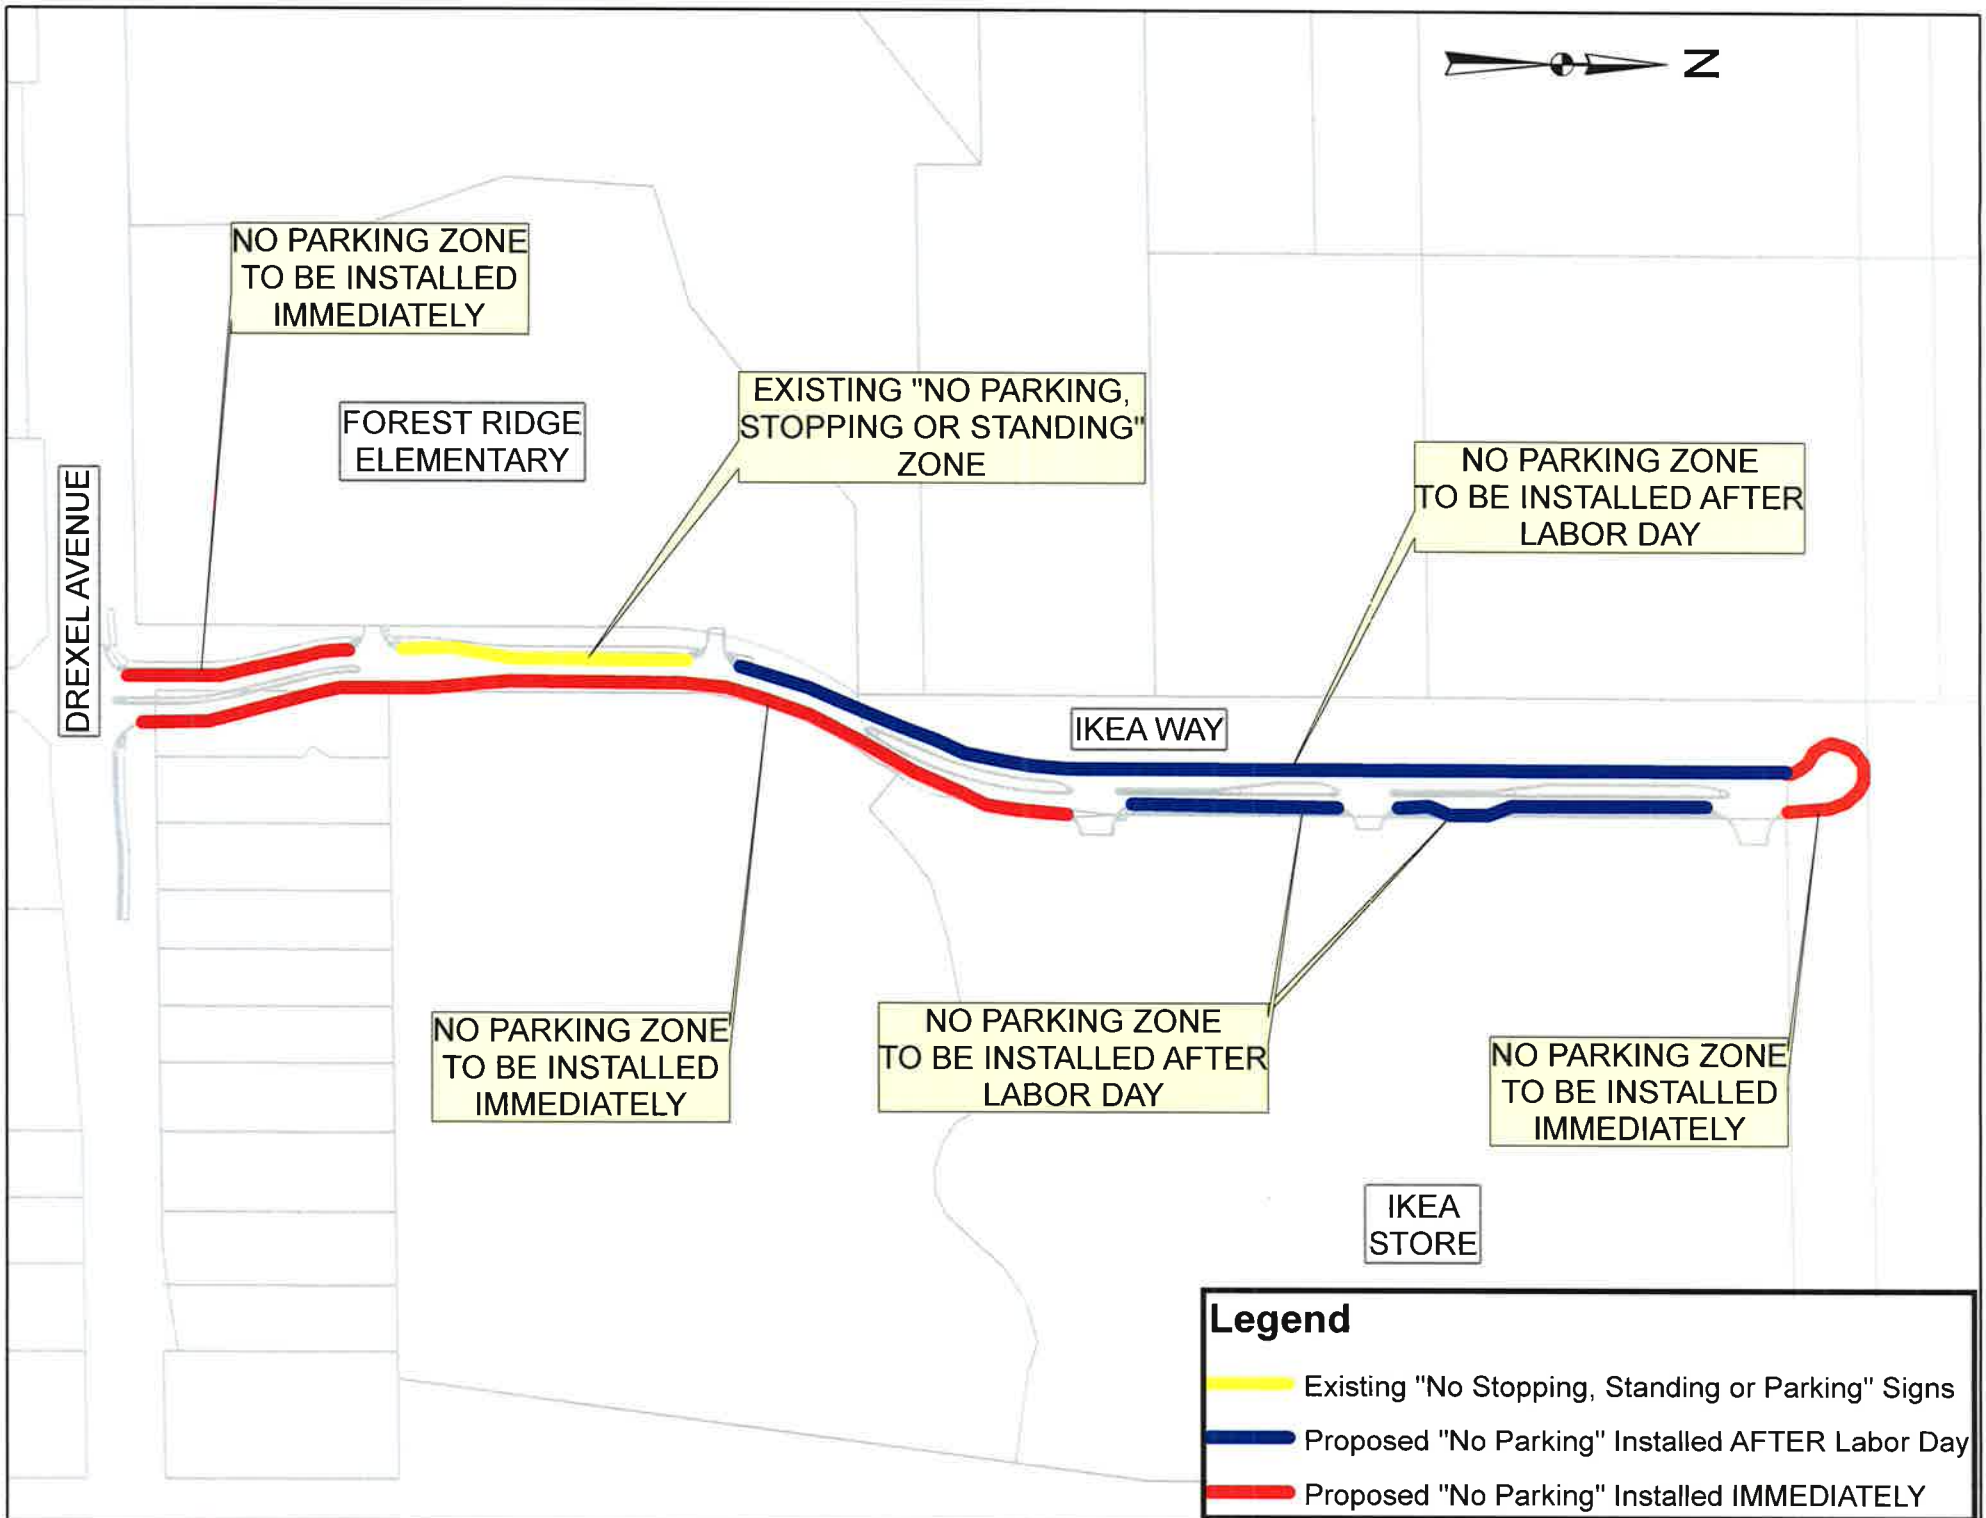 N
NO PARKING ZONE
TO BE INSTALLED
IMMEDIATELY
FOREST RIDGE
ELEMENTARY
EXISTING "NO PARKING,
STOPPING OR STANDING"
ZONE
NO PARKING ZONE
TO BE INSTALLED AFTER
LABOR DAY
DREXEL AVENUE
IKEA WAY
NO PARKING ZONE
TO BE INSTALLED
IMMEDIATELY
NO PARKING ZONE
TO BE INSTALLED AFTER
LABOR DAY
NO PARKING ZONE
TO BE INSTALLED
IMMEDIATELY
IKEA
STORE
Legend
Existing "No Stopping, Standing or Parking" Signs
Proposed "No Parking" Installed AFTER Labor Day
Proposed "No Parking" Installed IMMEDIATELY